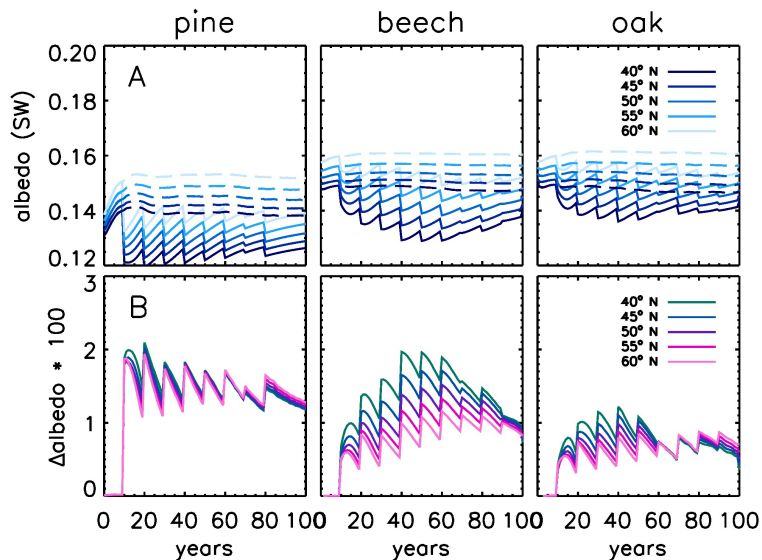 pine
beech
oak
albedo (SW)
0.20
0.18
0.16
0.14
0.12
A
40° N
45° N
50° N
55° N
60° N
Δalbedo * 100
3
2
1
0
B
40° N
45° N
50° N
55° N
60° N
0 20 40 60 80 100
0 20 40 60 80 100
0 20 40 60 80 100
years
years
years